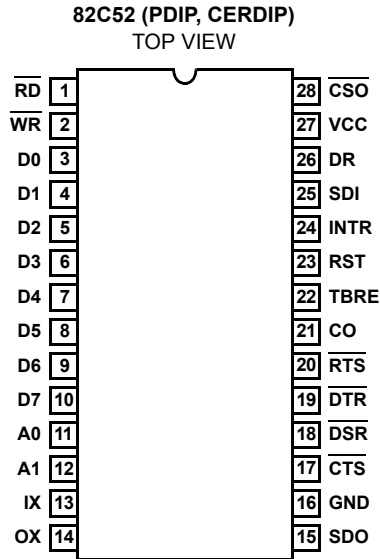 82C52 (PDIP, CERDIP)
TOP VIEW
RD 1 28 CSO
WR 2 27 VCC
D0 3 26 DR
D1 4 25 SDI
D2 5 24 INTR
D3 6 23 RST
D4 7 22 TBRE
D5 8 21 CO
D6 9 20 RTS
D7 10 19 DTR
A0 11 18 DSR
A1 12 17 CTS
IX 13 16 GND
OX 14 15 SDO